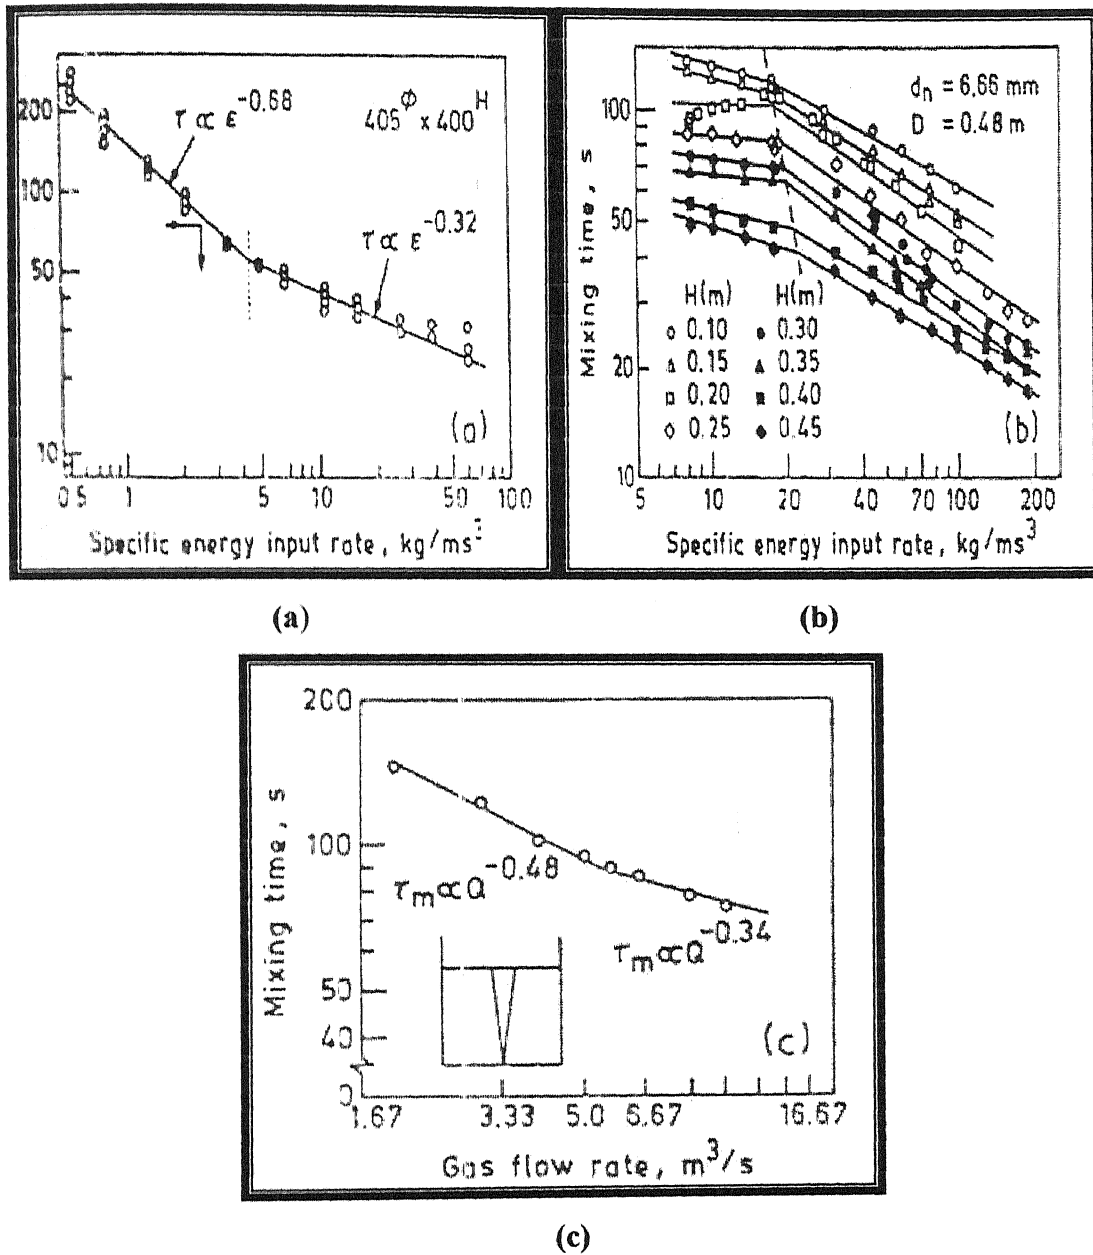 200
100
50
10
τ ∝ ε^-0.68
405^Φ × 400^H
τ ∝ ε^-0.32
(a)
0.5 1 5 10 50 100
Specific energy input rate, kg/ms³
Mixing time, s
100
50
20
10
dₙ = 6.66 mm
D = 0.48 m
H(m) H(m)
○ 0.10 ● 0.30
△ 0.15 ▲ 0.35
□ 0.20 ■ 0.40
◇ 0.25 ◆ 0.45
(b)
5 10 20 40 70 100 200
Specific energy input rate, kg/ms³
(a)
(b)
Mixing time, s
200
100
50
40
0
τₘ∝Q^-0.48
τₘ∝Q^-0.34
(c)
1.67 3.33 5.0 6.67 16.67
Gas flow rate, m³/s
(c)